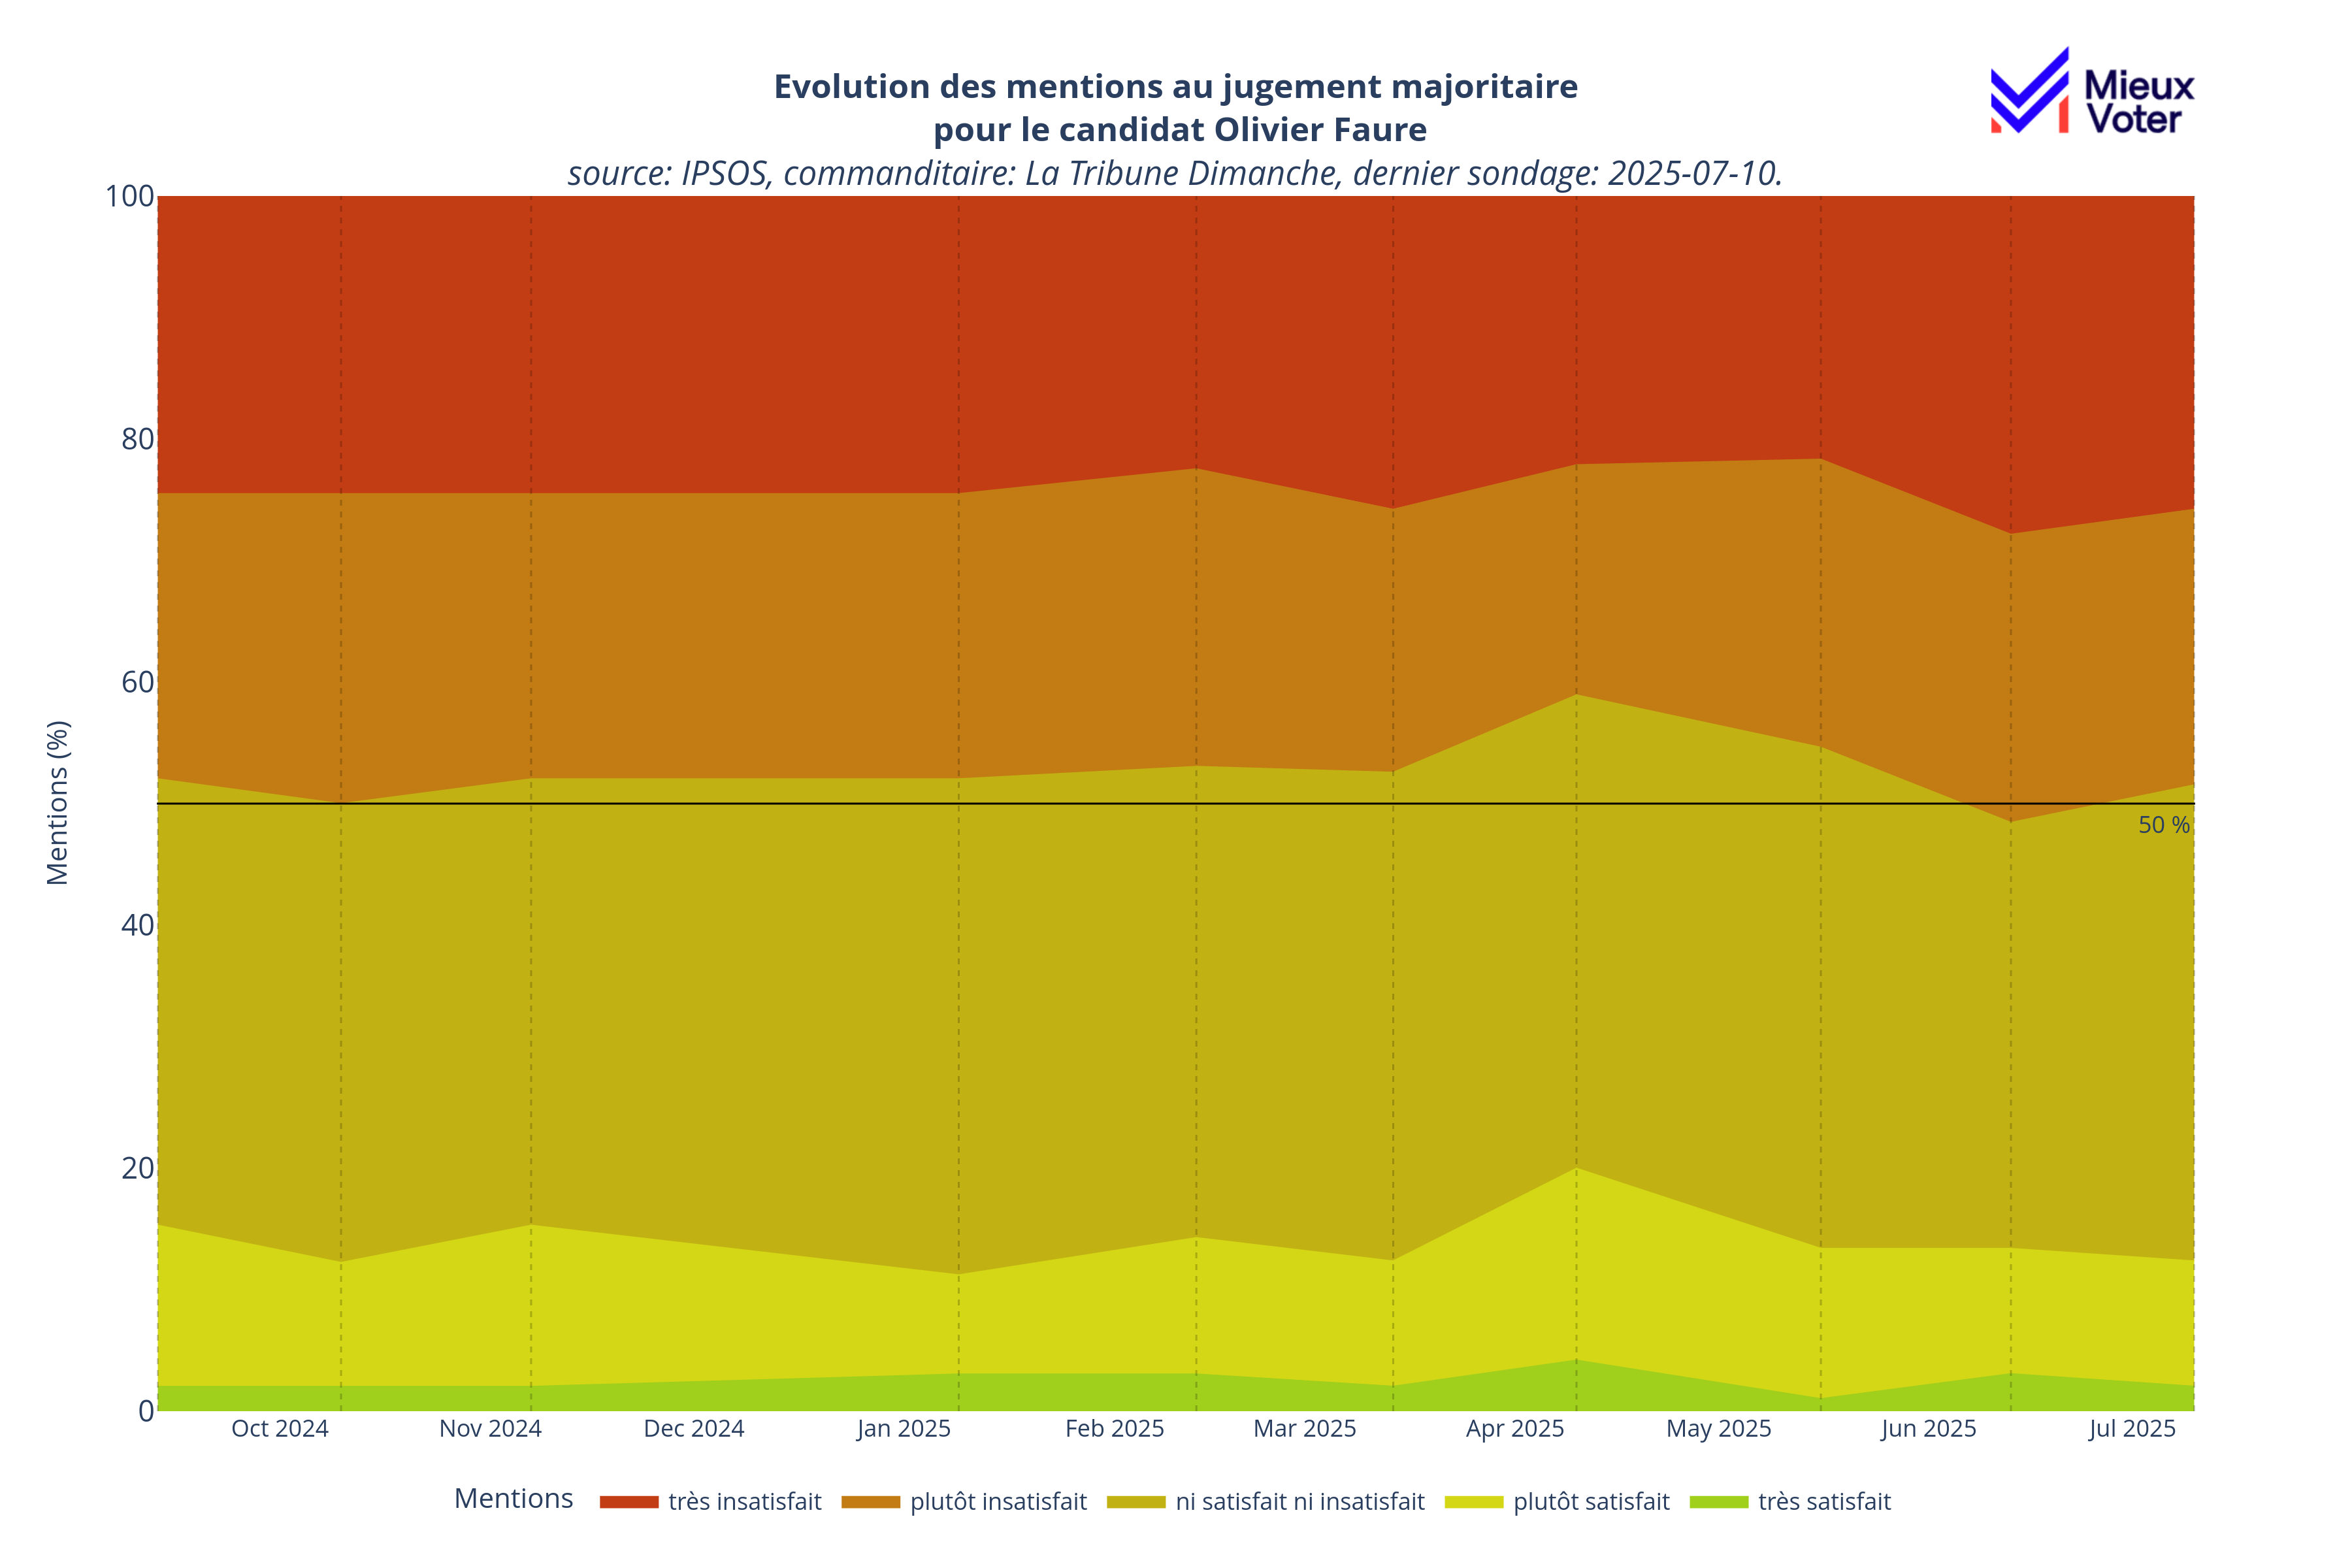 Evolution des mentions au jugement majoritaire
pour le candidat Olivier Faure
source: IPSOS, commanditaire: La Tribune Dimanche, dernier sondage: 2025-07-10.
Mieux
Voter
Mentions (%)
100
80
60
40
20
0
50 %
Oct 2024 Nov 2024 Dec 2024 Jan 2025 Feb 2025 Mar 2025 Apr 2025 May 2025 Jun 2025 Jul 2025
Mentions très insatisfait plutôt insatisfait ni satisfait ni insatisfait plutôt satisfait très satisfait